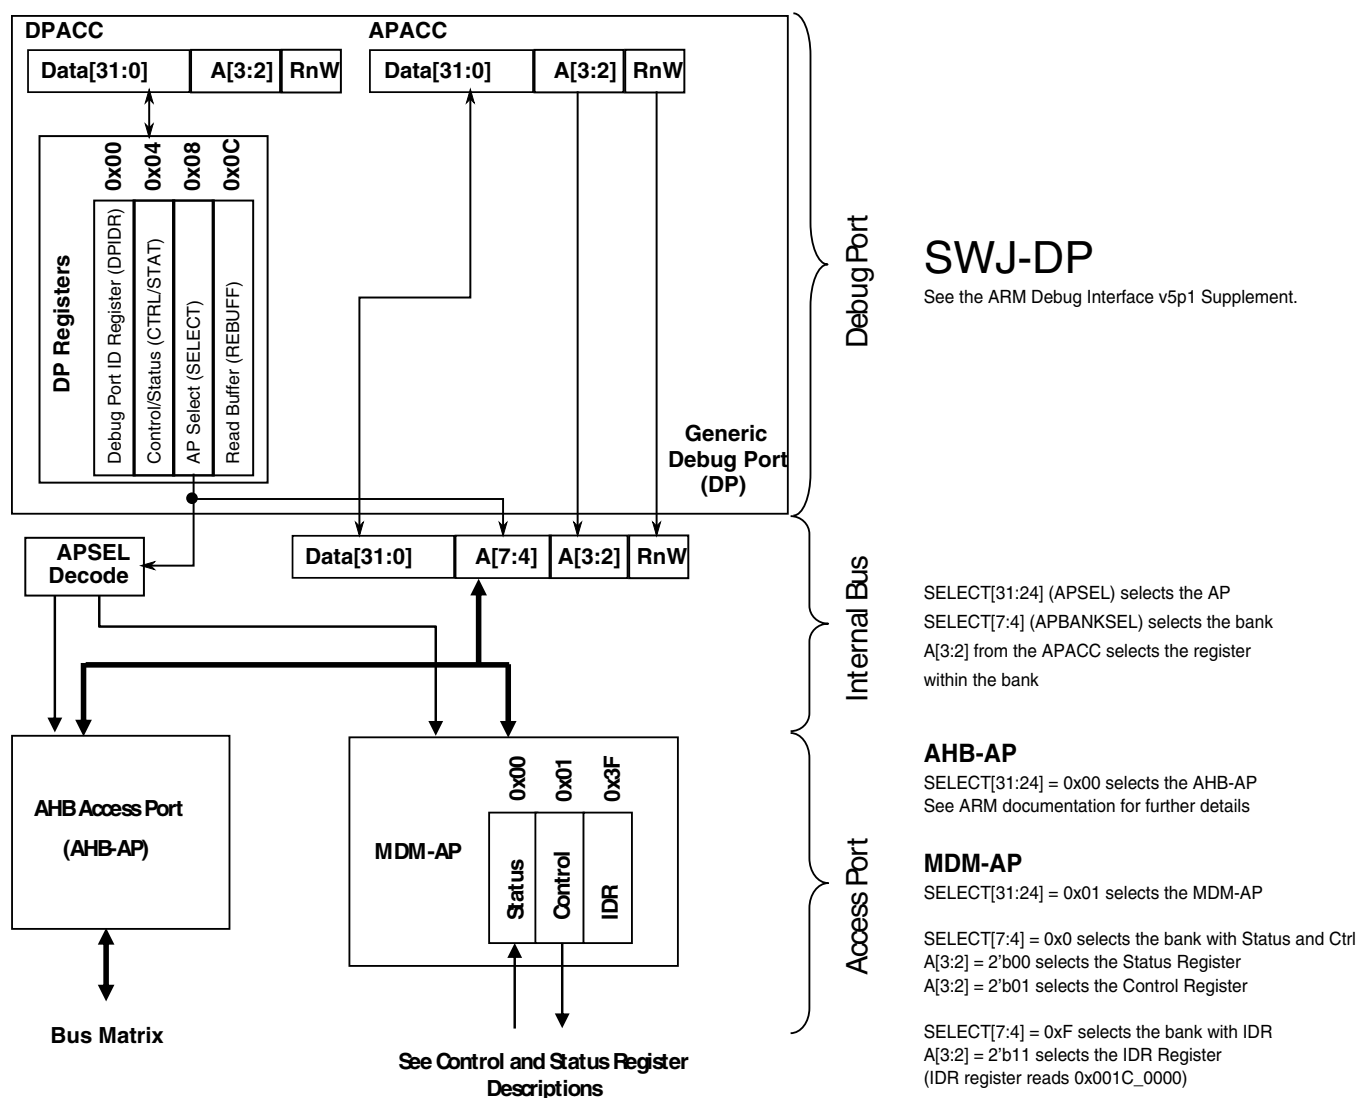 DPACC
Data[31:0] A[3:2] RnW
APACC
Data[31:0] A[3:2] RnW
DP Registers
0x00
0x04
0x08
0x0C
Debug Port ID Register (DPIDR)
Control/Status (CTRL/STAT)
AP Select (SELECT)
Read Buffer (REBUFF)
Generic
Debug Port
(DP)
Debug Port
SWJ-DP
See the ARM Debug Interface v5p1 Supplement.
APSEL
Decode
Data[31:0] A[7:4] A[3:2] RnW
Internal Bus
SELECT[31:24] (APSEL) selects the AP
SELECT[7:4] (APBANKSEL) selects the bank
A[3:2] from the APACC selects the register
within the bank
AHB Access Port
(AHB-AP)
Bus Matrix
MDM-AP
0x00
0x01
0x3F
Status
Control
IDR
See Control and Status Register
Descriptions
Access Port
AHB-AP
SELECT[31:24] = 0x00 selects the AHB-AP
See ARM documentation for further details
MDM-AP
SELECT[31:24] = 0x01 selects the MDM-AP
SELECT[7:4] = 0x0 selects the bank with Status and Ctrl
A[3:2] = 2'b00 selects the Status Register
A[3:2] = 2'b01 selects the Control Register
SELECT[7:4] = 0xF selects the bank with IDR
A[3:2] = 2'b11 selects the IDR Register
(IDR register reads 0x001C_0000)